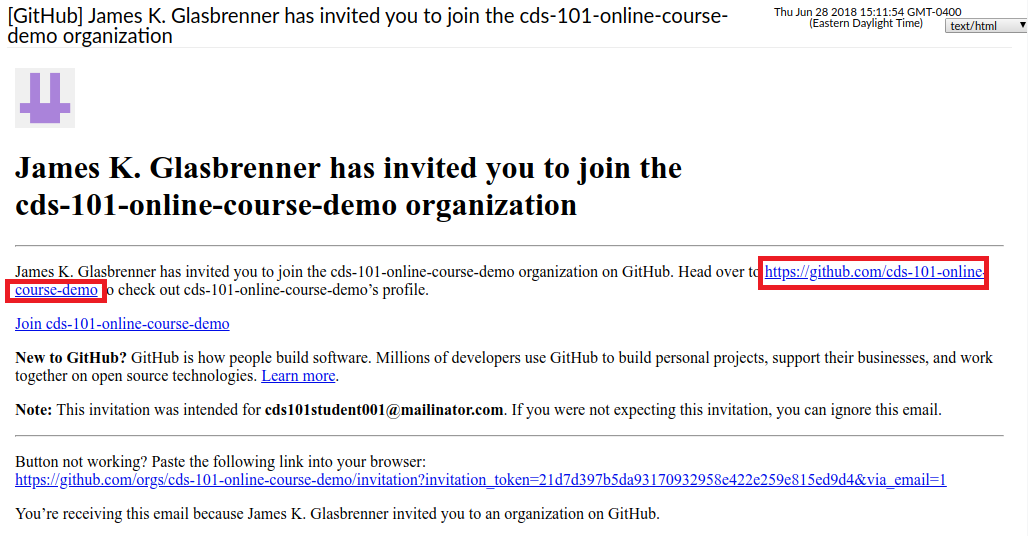 [GitHub] James K. Glasbrenner has invited you to join the cds-101-online-course-
demo organization
Thu Jun 28 2018 15:11:54 GMT-0400
(Eastern Daylight Time)
text/html
James K. Glasbrenner has invited you to join the
cds-101-online-course-demo organization
James K. Glasbrenner has invited you to join the cds-101-online-course-demo organization on GitHub. Head over to https://github.com/cds-101-online-
course-demo to check out cds-101-online-course-demo’s profile.
Join cds-101-online-course-demo
New to GitHub? GitHub is how people build software. Millions of developers use GitHub to build personal projects, support their businesses, and work
together on open source technologies. Learn more.
Note: This invitation was intended for cds101student001@mailinator.com. If you were not expecting this invitation, you can ignore this email.
Button not working? Paste the following link into your browser:
https://github.com/orgs/cds-101-online-course-demo/invitation?invitation_token=21d7d397b5da93170932958e422e259e815ed9d4&via_email=1
You’re receiving this email because James K. Glasbrenner invited you to an organization on GitHub.